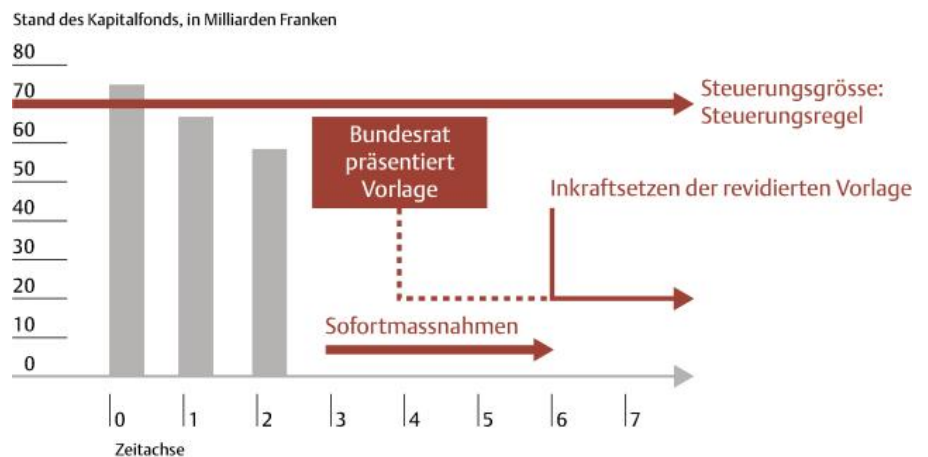 Stand des Kapitalfonds, in Milliarden Franken
80
70
60
50
40
30
20
10
0
Steuerungsgrösse:
Steuerungsregel
Bundesrat
präsentiert
Vorlage
Inkraftsetzen der revidierten Vorlage
Sofortmassnahmen
0 1 2 3 4 5 6 7
Zeitachse